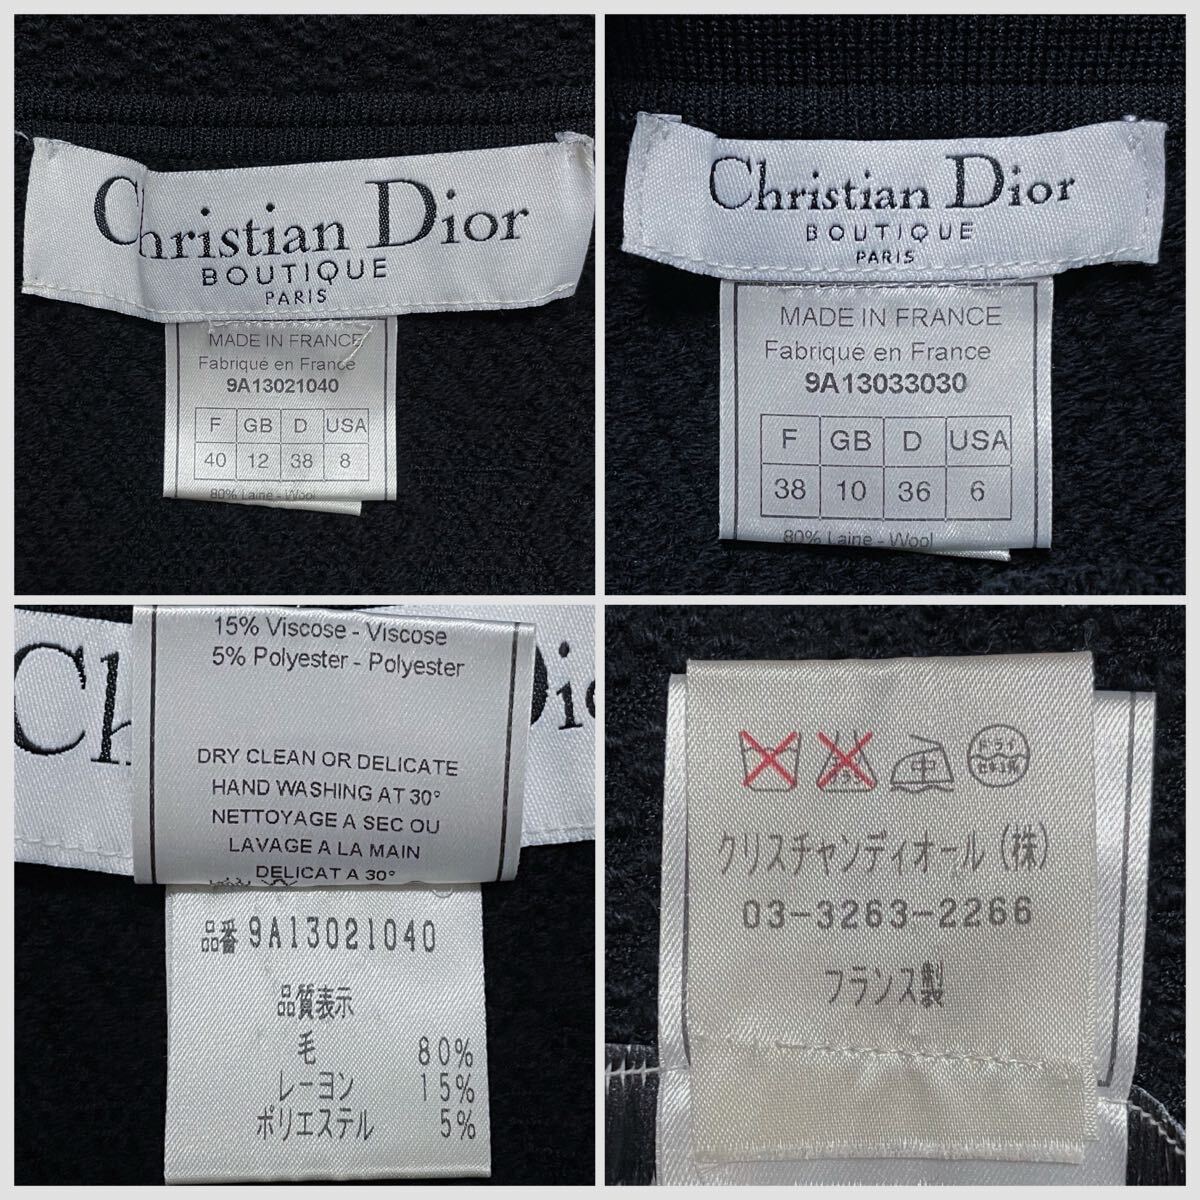 Christian Dior
BOUTIQUE
PARIS
MADE IN FRANCE
Fabriqué en France
9A13021040
F GB D USA
40 12 38 8
80% Laine - Wool
Christian Dior
BOUTIQUE
PARIS
MADE IN FRANCE
Fabriqué en France
9A13033030
F GB D USA
38 10 36 6
80% Laine - Wool
Ch Dio
15% Viscose - Viscose
5% Polyester - Polyester
DRY CLEAN OR DELICATE
HAND WASHING AT 30°
NETTOYAGE A SEC OU
LAVAGE A LA MAIN
DELICAT A 30°
品番 9A13021040
品質表示
毛 80%
レーヨン 15%
ポリエステル 5%
中 ドライ
クリスチャンディオール(株)
03-3263-2266
フランス製